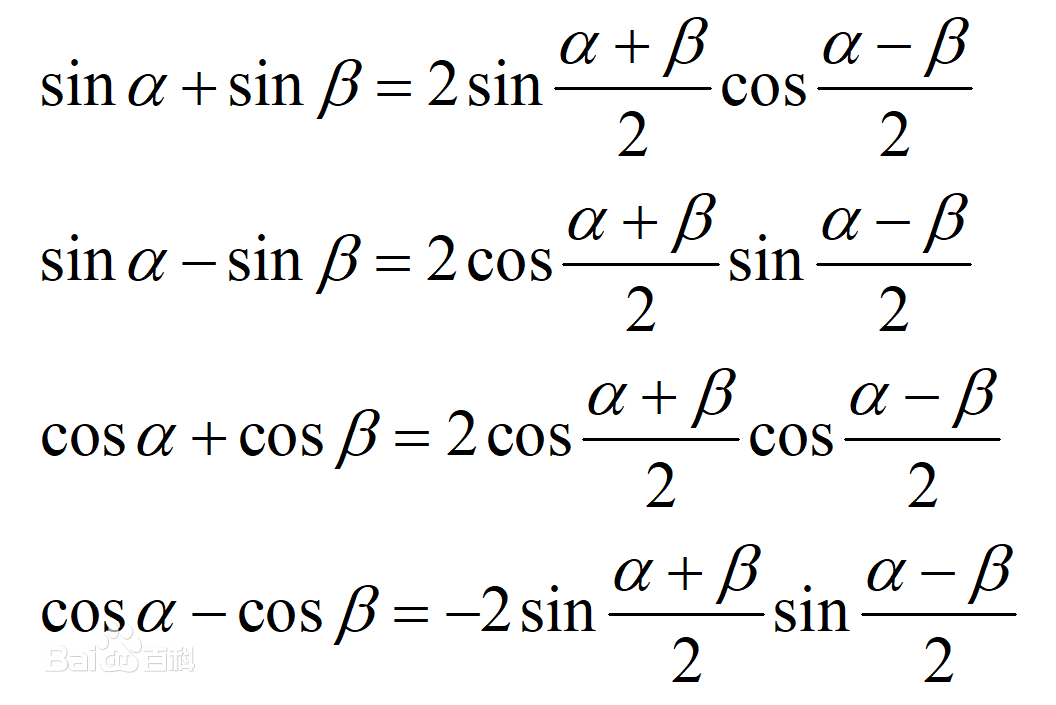 sin α + sin β = 2 sin (α + β)/2 cos (α − β)/2
sin α − sin β = 2 cos (α + β)/2 sin (α − β)/2
cos α + cos β = 2 cos (α + β)/2 cos (α − β)/2
cos α − cos β = −2 sin (α + β)/2 sin (α − β)/2
Bai百科